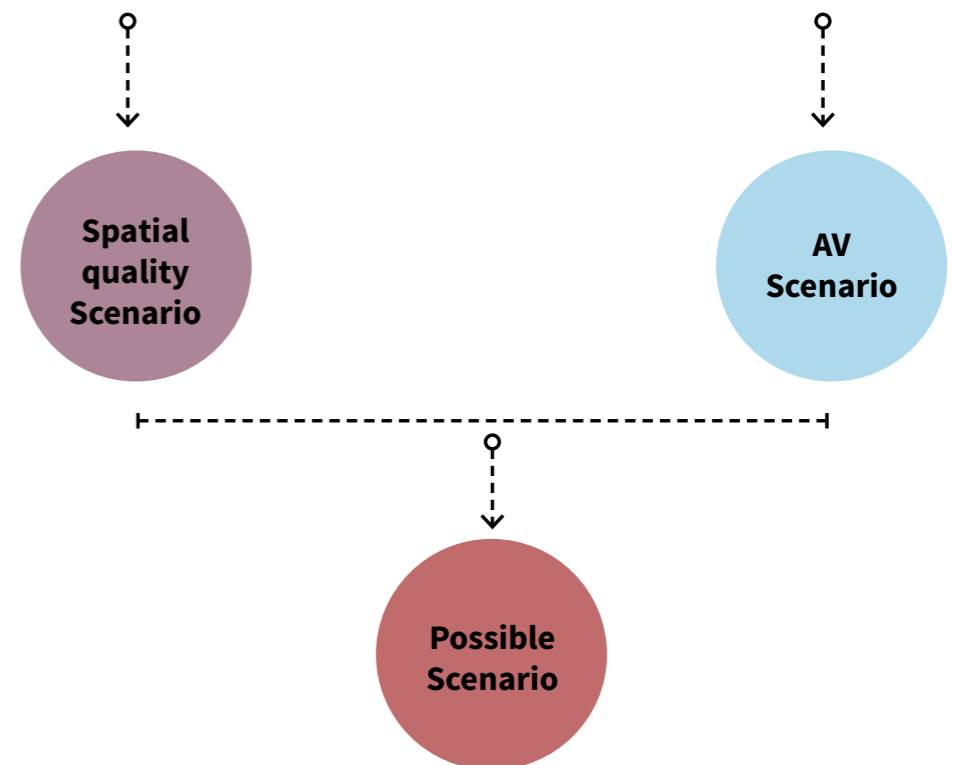 Spatial
quality
Scenario
AV
Scenario
Possible
Scenario